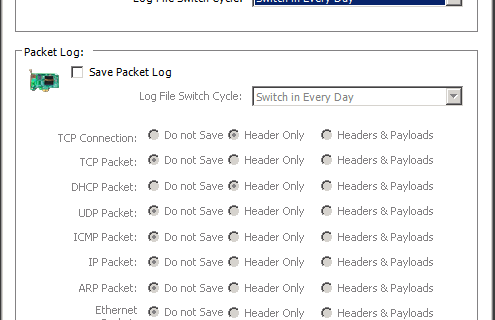 Log File Switch Cycle: Switch in Every Day
Packet Log:
Save Packet Log
Log File Switch Cycle: Switch in Every Day
TCP Connection: Do not Save Header Only Headers & Payloads
TCP Packet: Do not Save Header Only Headers & Payloads
DHCP Packet: Do not Save Header Only Headers & Payloads
UDP Packet: Do not Save Header Only Headers & Payloads
ICMP Packet: Do not Save Header Only Headers & Payloads
IP Packet: Do not Save Header Only Headers & Payloads
ARP Packet: Do not Save Header Only Headers & Payloads
Ethernet Do not Save Header Only Headers & Payloads